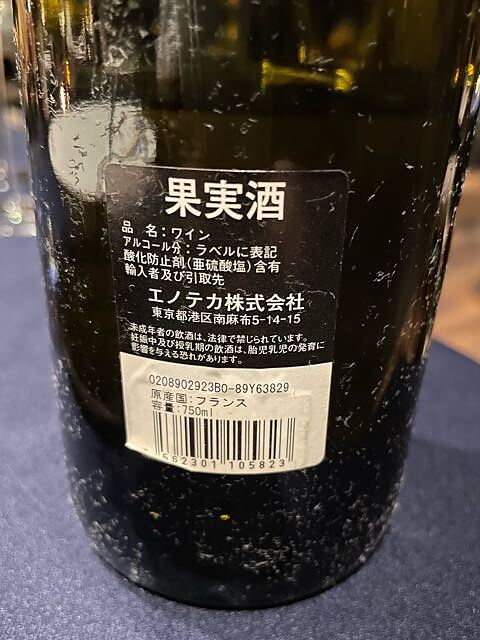 果実酒
品 名：ワイン
アルコール分：ラベルに表記
酸化防止剤（亜硫酸塩）含有
輸入者及び引取先
エノテカ株式会社
東京都港区南麻布5-14-15
未成年者の飲酒は、法律で禁じられています。
妊娠中及び授乳期の飲酒は、胎児乳児の発育に
影響を与える恐れがあります。
0208902923B0-89Y63829
原産国：フランス
容量：750ml
562301 105823